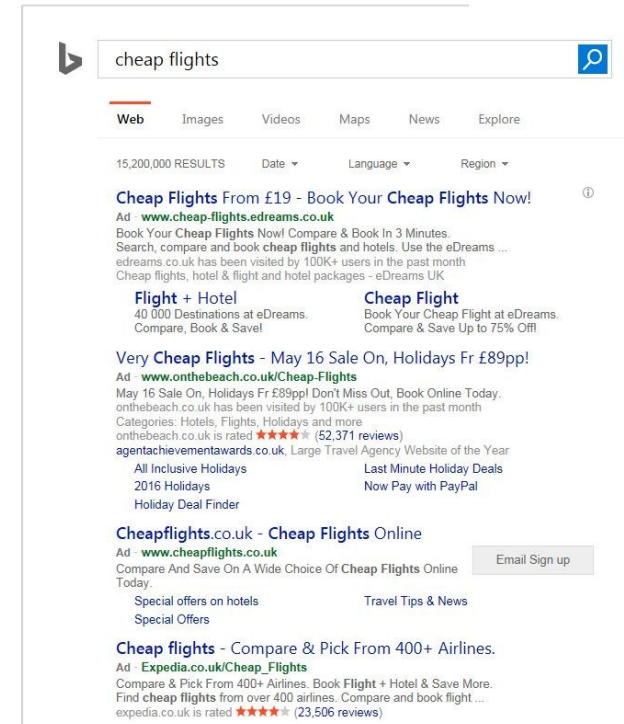 cheap flights
Web Images Videos Maps News Explore
15,200,000 RESULTS Date Language Region
Cheap Flights From £19 - Book Your Cheap Flights Now!
Ad · www.cheap-flights.edreams.co.uk
Book Your Cheap Flights Now! Compare & Book In 3 Minutes.
Search, compare and book cheap flights and hotels. Use the eDreams ...
edreams.co.uk has been visited by 100K+ users in the past month
Cheap flights, hotel & flight and hotel packages - eDreams UK
Flight + Hotel
40 000 Destinations at eDreams.
Compare, Book & Save!
Cheap Flight
Book Your Cheap Flight at eDreams.
Compare & Save Up to 75% Off!
Very Cheap Flights - May 16 Sale On, Holidays Fr £89pp!
Ad · www.onthebeach.co.uk/Cheap-Flights
May 16 Sale On, Holidays Fr £89pp! Don't Miss Out, Book Online Today.
onthebeach.co.uk has been visited by 100K+ users in the past month
Categories: Hotels, Flights, Holidays and more
onthebeach.co.uk is rated ★★★★★ (52,371 reviews)
agentachievementawards.co.uk, Large Travel Agency Website of the Year
All Inclusive Holidays Last Minute Holiday Deals
2016 Holidays Now Pay with PayPal
Holiday Deal Finder
Cheapflights.co.uk - Cheap Flights Online
Ad · www.cheapflights.co.uk
Compare And Save On A Wide Choice Of Cheap Flights Online
Today.
Email Sign up
Special offers on hotels Travel Tips & News
Special Offers
Cheap flights - Compare & Pick From 400+ Airlines.
Ad · Expedia.co.uk/Cheap_Flights
Compare & Pick From 400+ Airlines. Book Flight + Hotel & Save More.
Find cheap flights from over 400 airlines. Compare and book flight ...
expedia.co.uk is rated ★★★★★ (23,506 reviews)